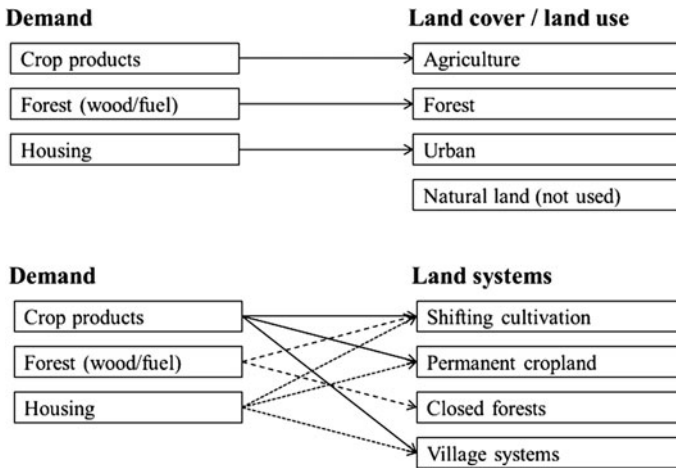 Demand Land cover / land use
Crop products Agriculture
Forest (wood/fuel) Forest
Housing Urban
Natural land (not used)
Demand Land systems
Crop products Shifting cultivation
Forest (wood/fuel) Permanent cropland
Housing Closed forests
Village systems